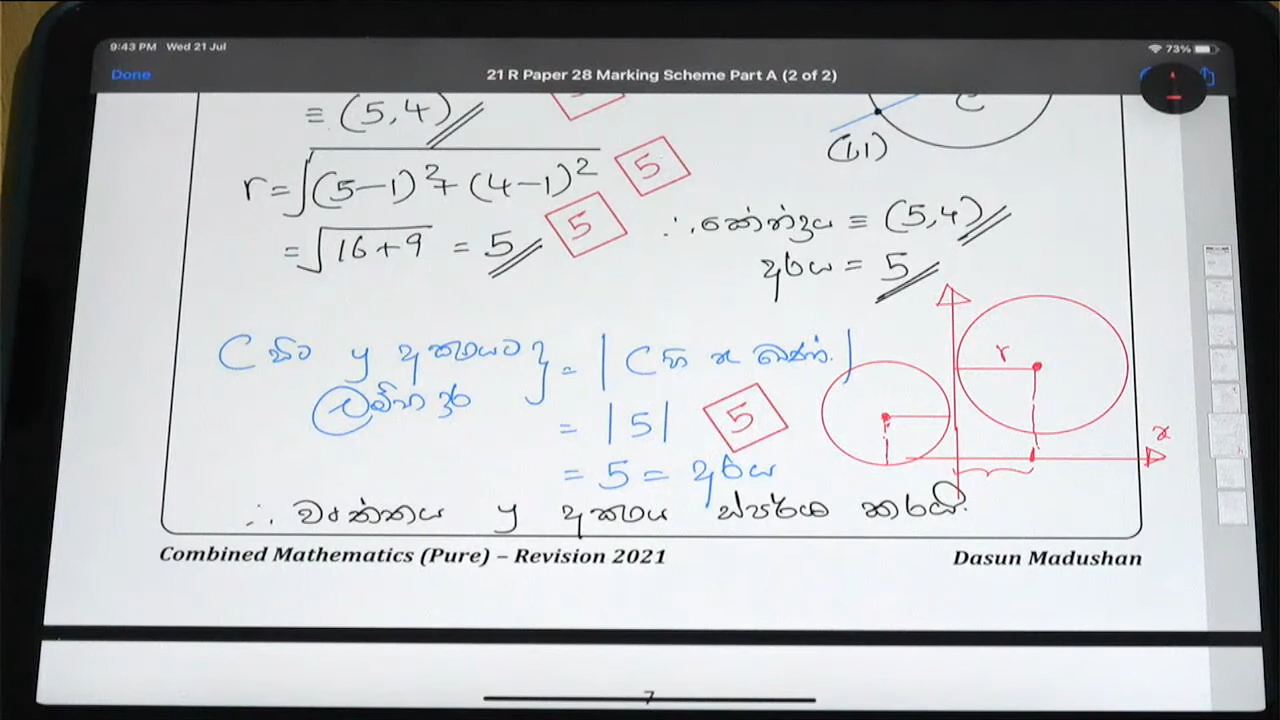 9:43 PM Wed 21 Jul 73%
Done 21 R Paper 28 Marking Scheme Part A (2 of 2)
≡ (5,4)
C
(1,1)
r = √(5−1)² + (4−1)² 5
= √16+9 = 5 5
∴ කේන්ද්‍රය ≡ (5,4)
අරය = 5
C සිට y අක්ෂයට = | C හි x ඛණ්. |
ලම්භ දුර
= |5| 5
= 5 = අරය
r
x
∴ වෘත්තය y අක්ෂය ස්පර්ශ කරයි.
Combined Mathematics (Pure) – Revision 2021 Dasun Madushan
7